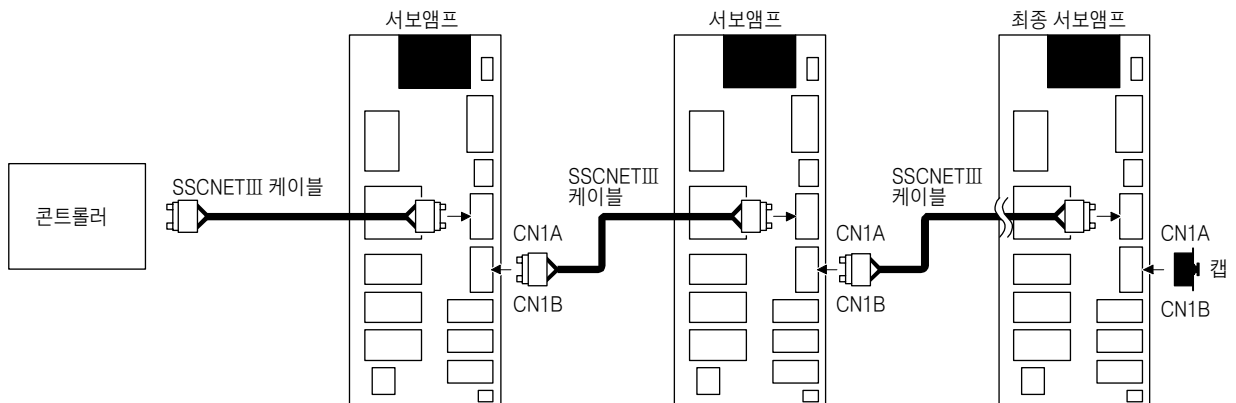 서보앰프
서보앰프
최종 서보앰프
콘트롤러
SSCNETⅢ 케이블
SSCNETⅢ
케이블
SSCNETⅢ
케이블
CN1A
CN1B
CN1A
CN1B
CN1A
캡
CN1B